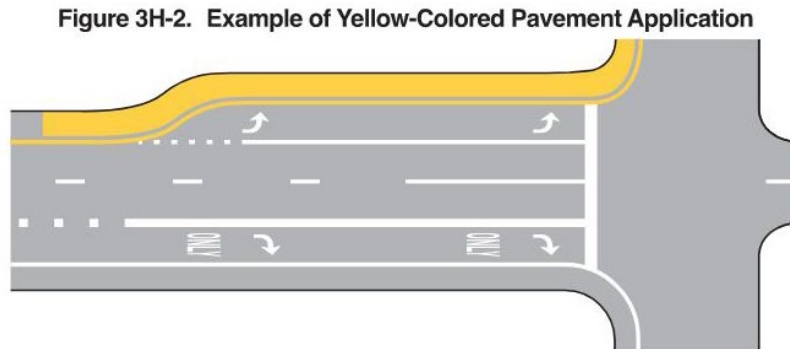 Figure 3H-2. Example of Yellow-Colored Pavement Application
ONLY
ONLY